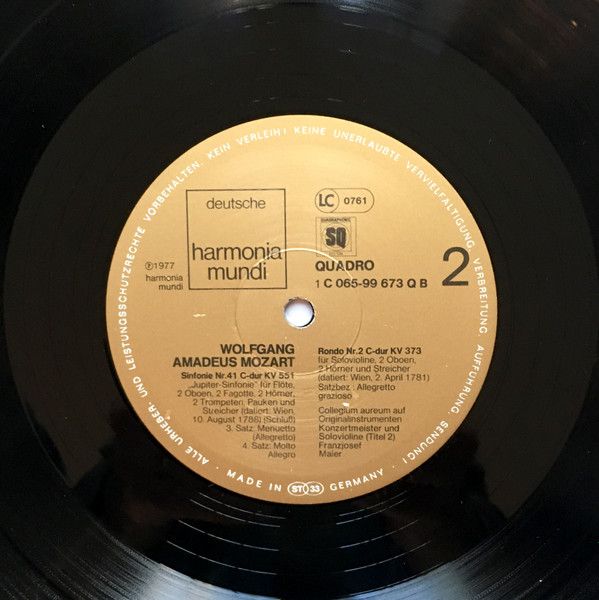 ALLE URHEBER- UND LEISTUNGSSCHUTZRECHTE VORBEHALTEN. KEIN VERLEIH! KEINE UNERLAUBTE VERVIELFÄLTIGUNG, VERBREITUNG, AUFFÜHRUNG, SENDUNG!
deutsche
harmonia
mundi
LC 0761
QUADRAPHONIC
SQ
QUADRO
1 C 065-99 673 Q B
2
℗1977
harmonia
mundi
WOLFGANG
AMADEUS MOZART
Sinfonie Nr.41 C-dur KV 551
„Jupiter-Sinfonie" für Flöte,
2 Oboen, 2 Fagotte, 2 Hörner,
2 Trompeten, Pauken und
Streicher (datiert: Wien,
10. August 1788) (Schluß)
3. Satz: Menuetto
(Allegretto)
4. Satz: Molto
Allegro
Rondo Nr.2 C-dur KV 373
für Solovioline, 2 Oboen,
2 Hörner und Streicher
(datiert: Wien, 2. April 1781)
Satzbez.: Allegretto
grazioso
Collegium aureum auf
Originalinstrumenten
Konzertmeister und
Solovioline (Titel 2)
Franzjosef
Maier
MADE IN ST 33 GERMANY